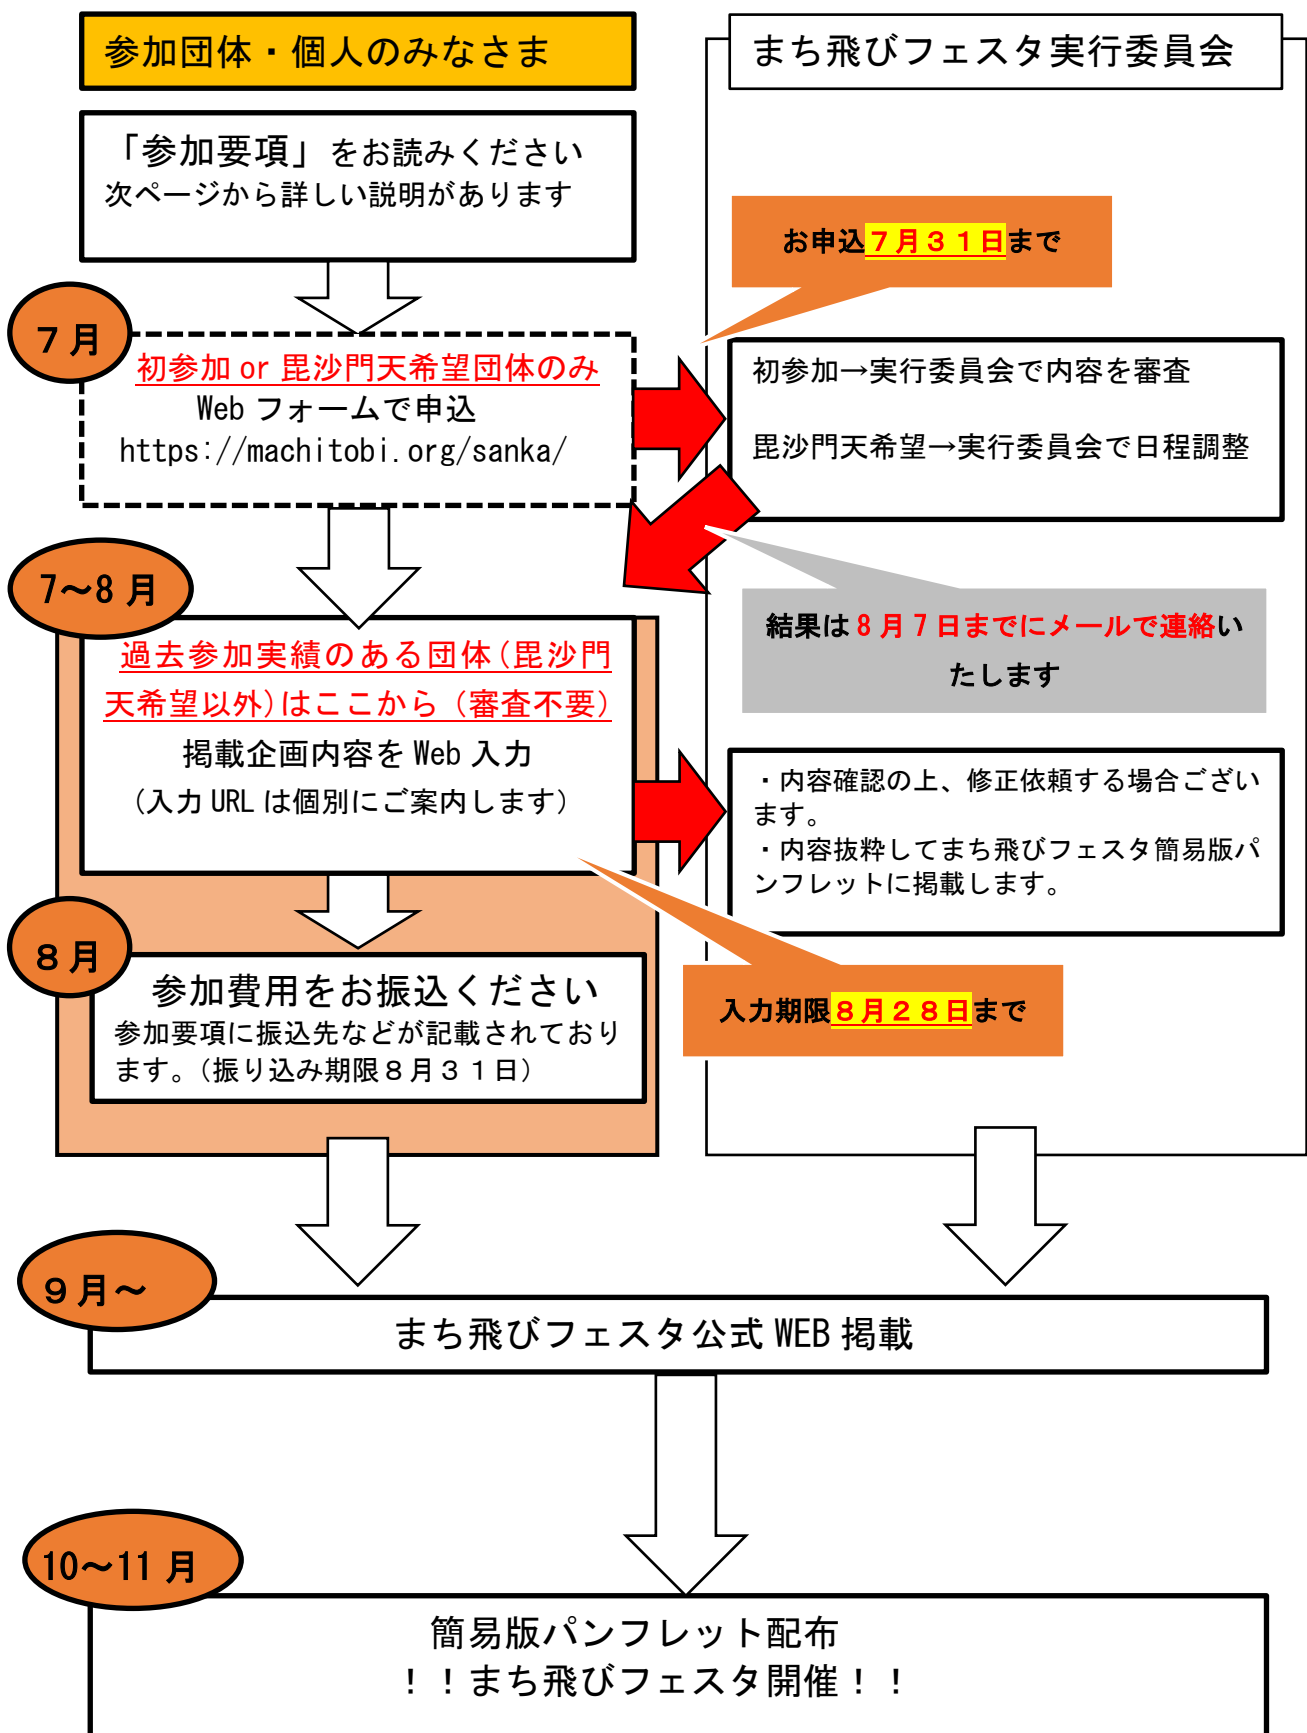 参加団体・個人のみなさま
まち飛びフェスタ実行委員会
「参加要項」をお読みください
次ページから詳しい説明があります
お申込７月３１日まで
７月
初参加 or 毘沙門天希望団体のみ
Web フォームで申込
https://machitobi.org/sanka/
初参加→実行委員会で内容を審査
毘沙門天希望→実行委員会で日程調整
7～8 月
結果は 8 月 7 日までにメールで連絡い
たします
過去参加実績のある団体(毘沙門
天希望以外)はここから（審査不要）
掲載企画内容を Web 入力
（入力 URL は個別にご案内します）
・内容確認の上、修正依頼する場合ござい
ます。
・内容抜粋してまち飛びフェスタ簡易版パ
ンフレットに掲載します。
８月
参加費用をお振込ください
参加要項に振込先などが記載されており
ます。（振り込み期限８月３１日）
入力期限８月２８日まで
９月～
まち飛びフェスタ公式 WEB 掲載
10～11 月
簡易版パンフレット配布
！！まち飛びフェスタ開催！！